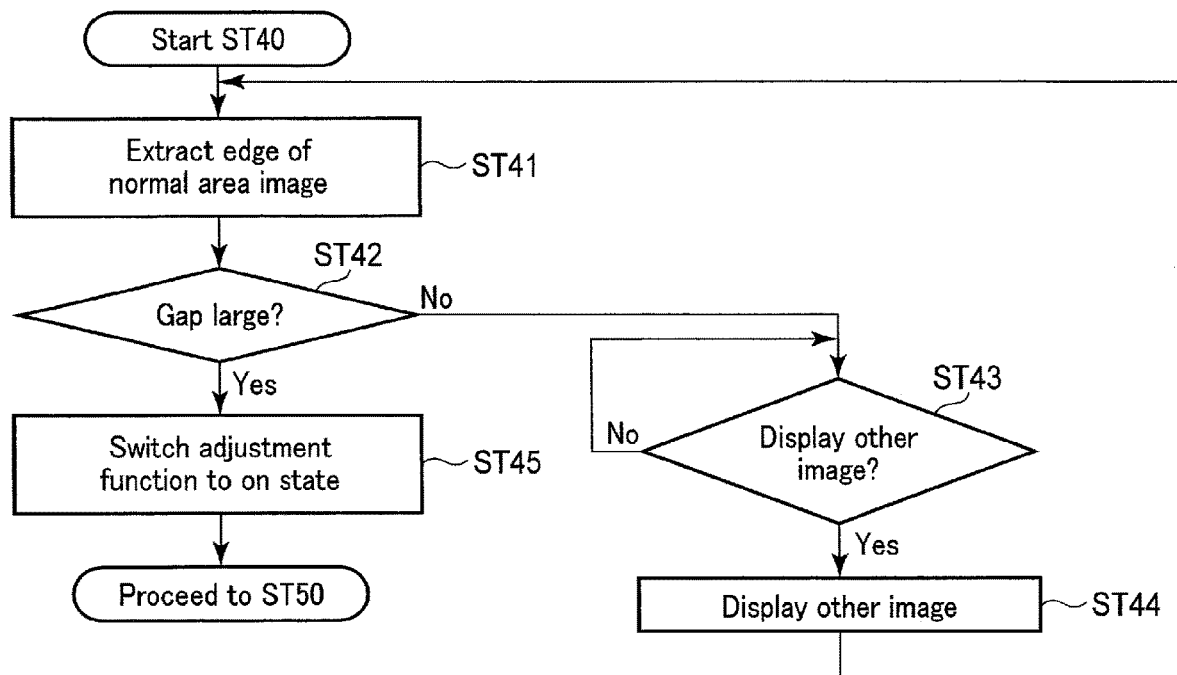 Start ST40
Extract edge of
normal area image
ST41
ST42
Gap large?
No
Yes
ST43
Display other
image?
No
Yes
Switch adjustment
function to on state
ST45
Proceed to ST50
Display other image
ST44